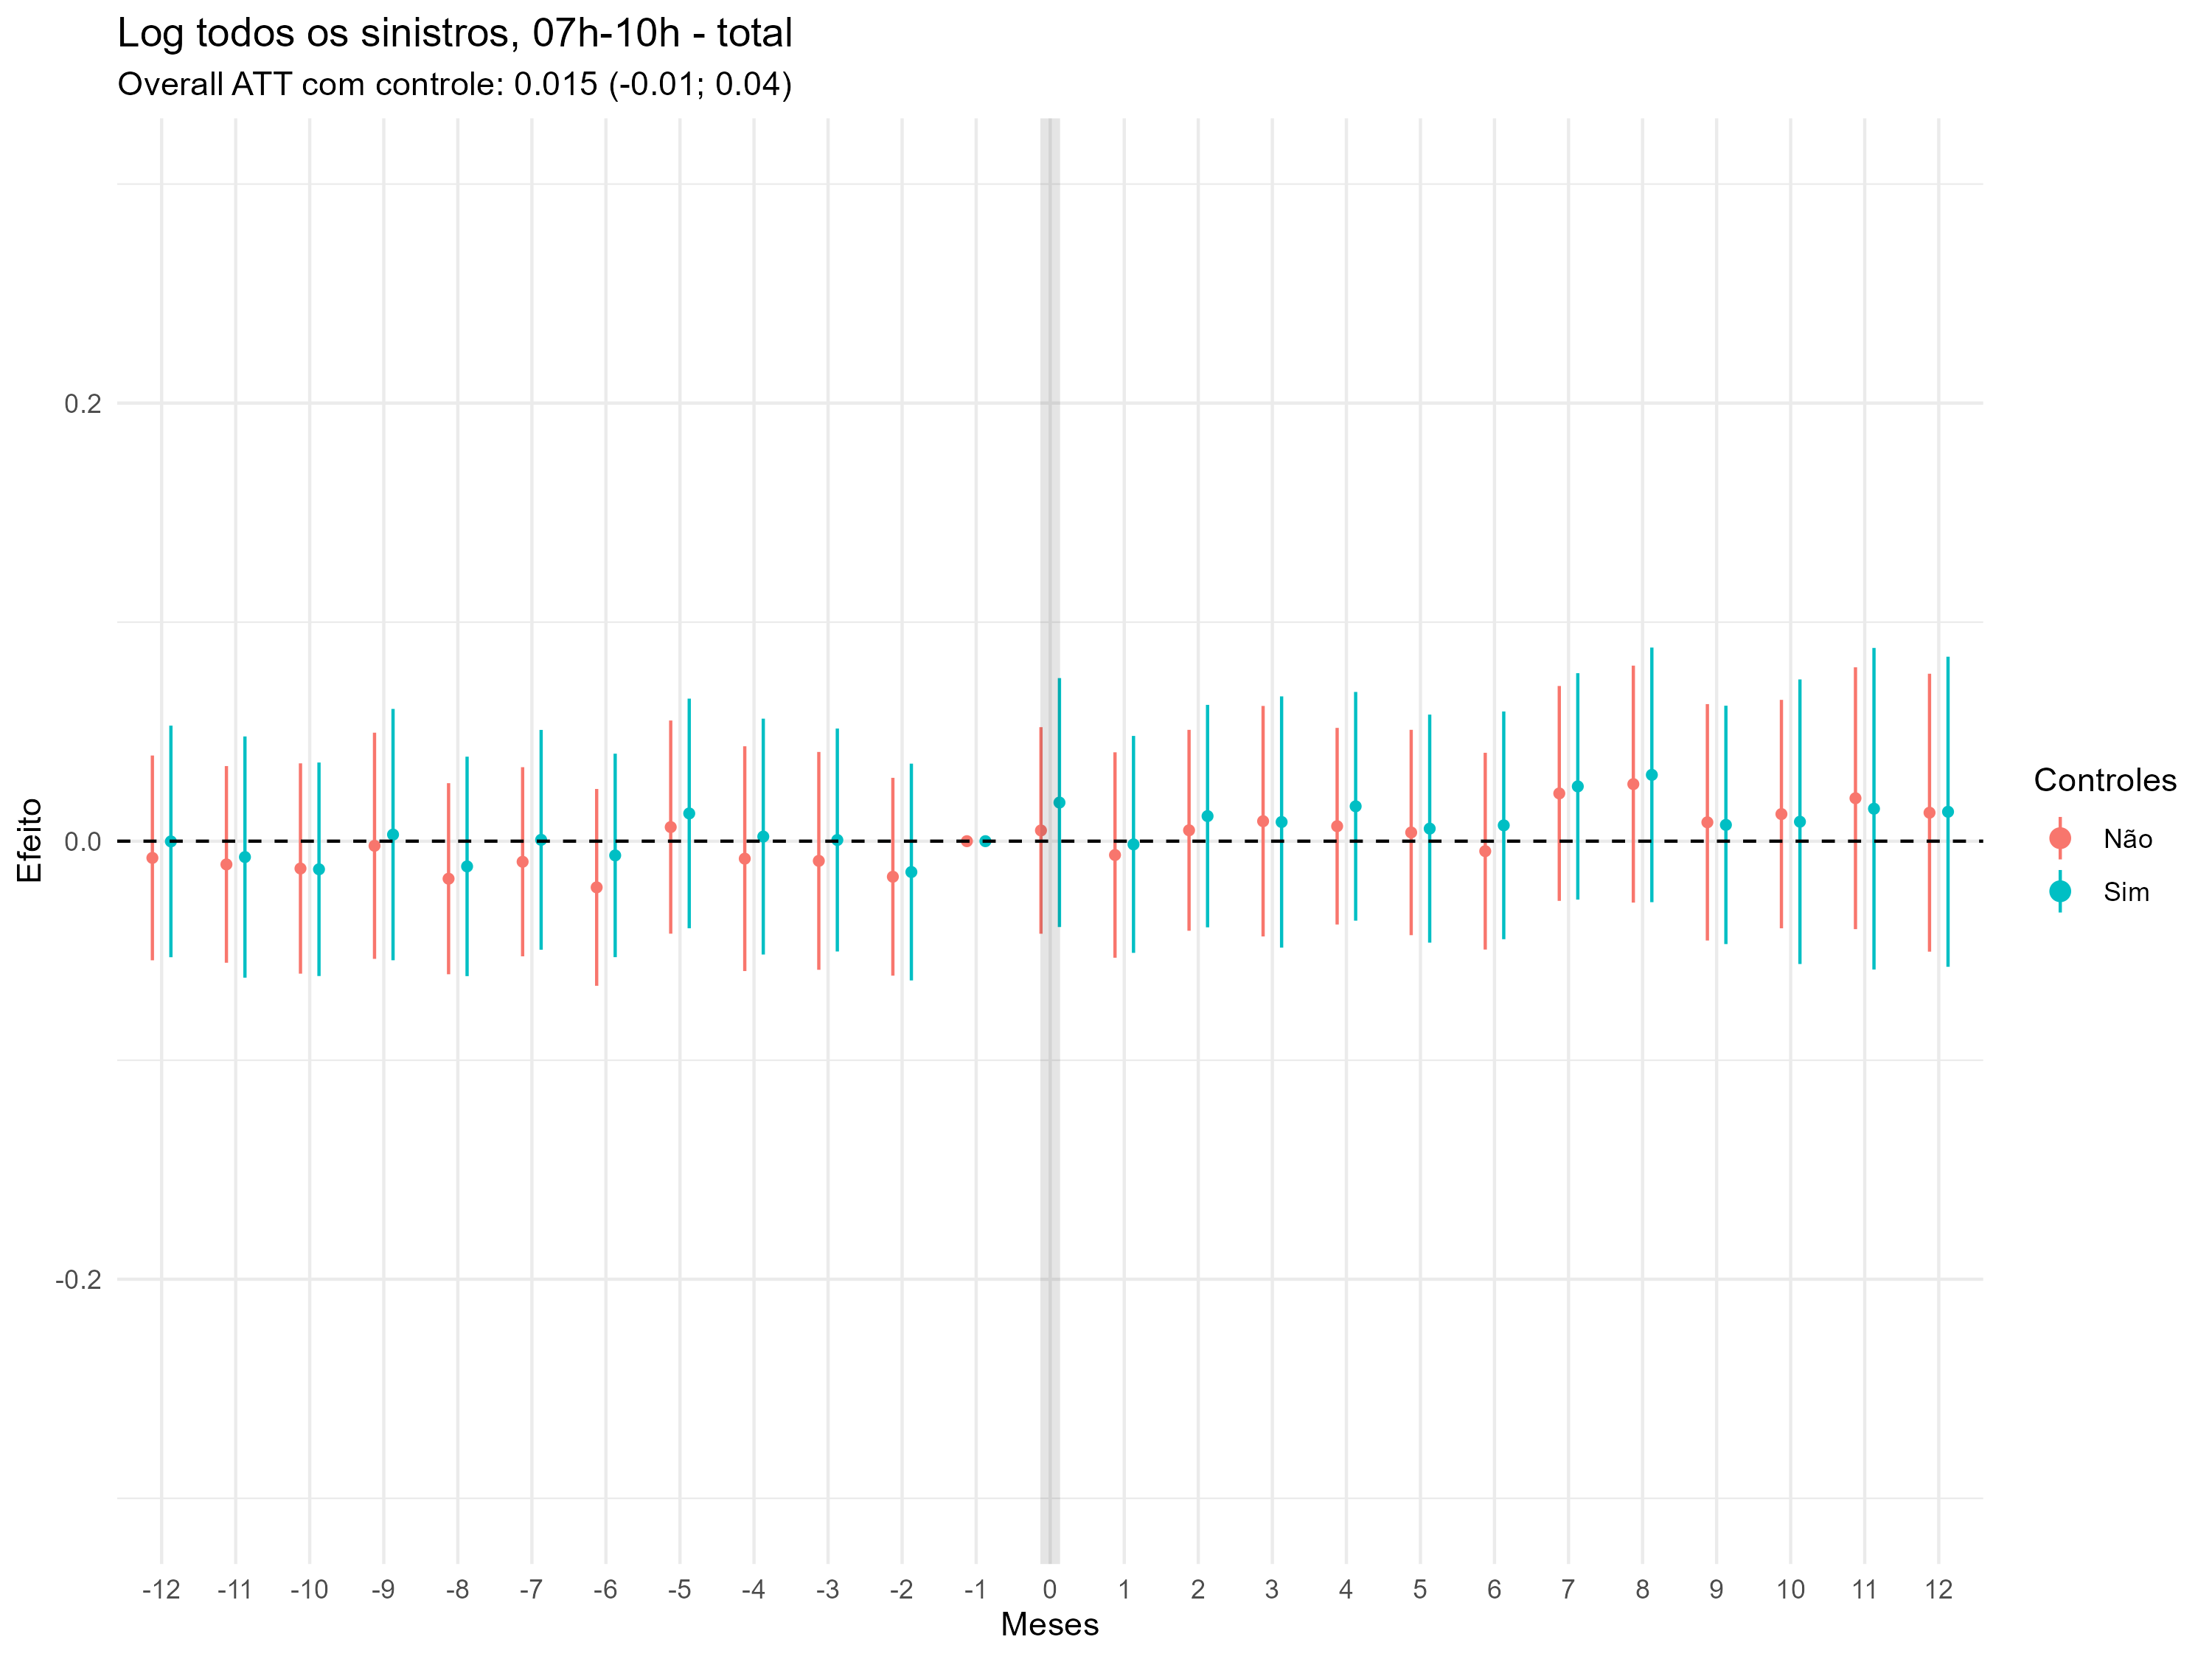 Log todos os sinistros, 07h-10h - total
Overall ATT com controle: 0.015 (-0.01; 0.04)
Efeito
0.2
0.0
-0.2
-12 -11 -10 -9 -8 -7 -6 -5 -4 -3 -2 -1 0 1 2 3 4 5 6 7 8 9 10 11 12
Meses
Controles
Não
Sim